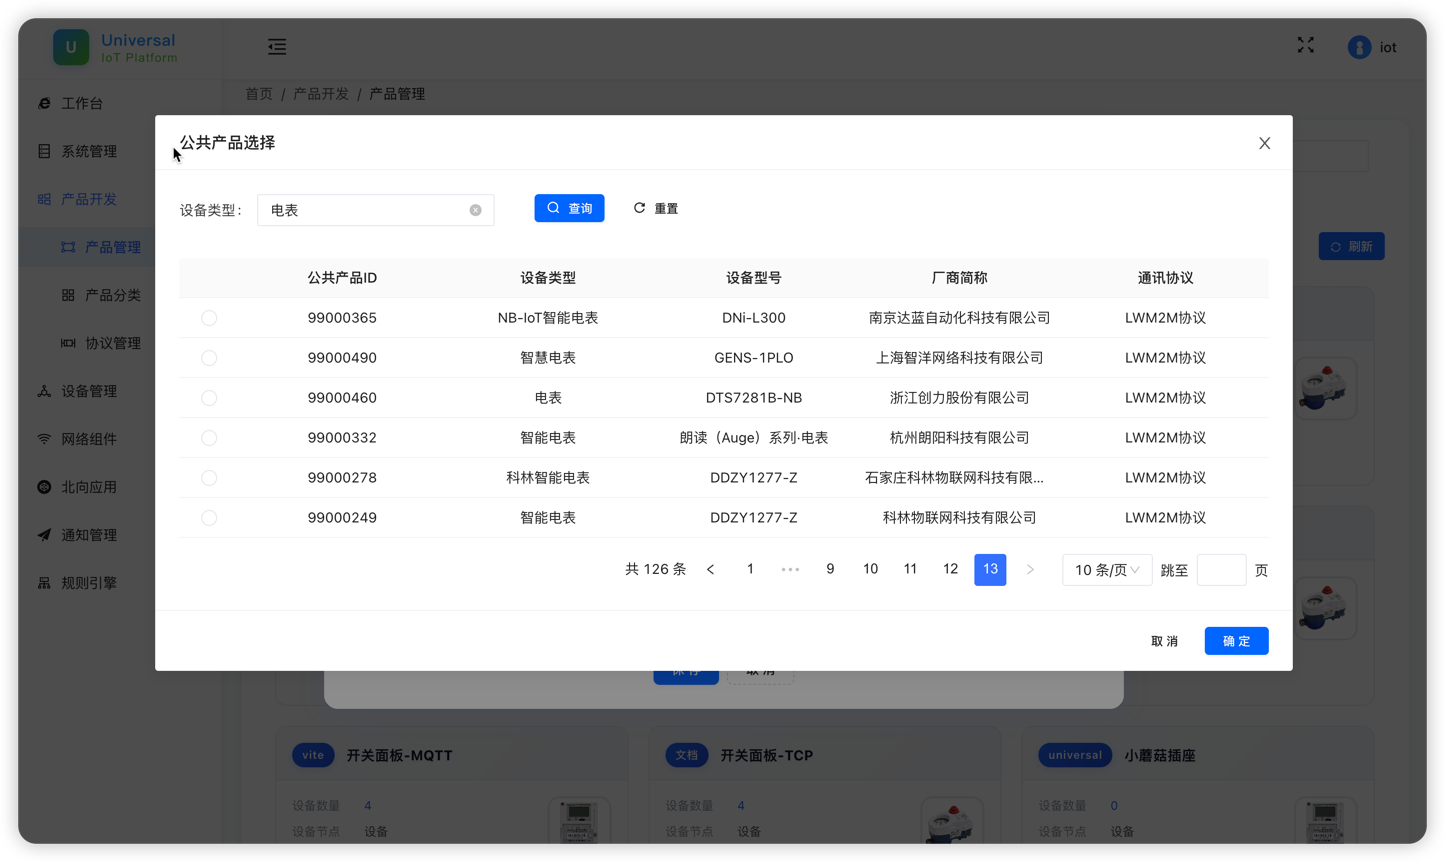 U
Universal
IoT Platform
iot
首页 / 产品开发 / 产品管理
工作台
系统管理
产品开发
产品管理
产品分类
协议管理
设备管理
网络组件
北向应用
通知管理
规则引擎
刷新
公共产品选择
设备类型: 电表 查询 重置
公共产品ID 设备类型 设备型号 厂商简称 通讯协议
99000365 NB-IoT智能电表 DNi-L300 南京达蓝自动化科技有限公司 LWM2M协议
99000490 智慧电表 GENS-1PLO 上海智洋网络科技有限公司 LWM2M协议
99000460 电表 DTS7281B-NB 浙江创力股份有限公司 LWM2M协议
99000332 智能电表 朗读（Auge）系列·电表 杭州朗阳科技有限公司 LWM2M协议
99000278 科林智能电表 DDZY1277-Z 石家庄科林物联网科技有限... LWM2M协议
99000249 智能电表 DDZY1277-Z 科林物联网科技有限公司 LWM2M协议
共 126 条 < 1 ••• 9 10 11 12 13 > 10 条/页 跳至 页
取 消 确 定
保 存 取 消
vite 开关面板-MQTT
设备数量 4
设备节点 设备
文档 开关面板-TCP
设备数量 4
设备节点 设备
universal 小蘑菇插座
设备数量 0
设备节点 设备